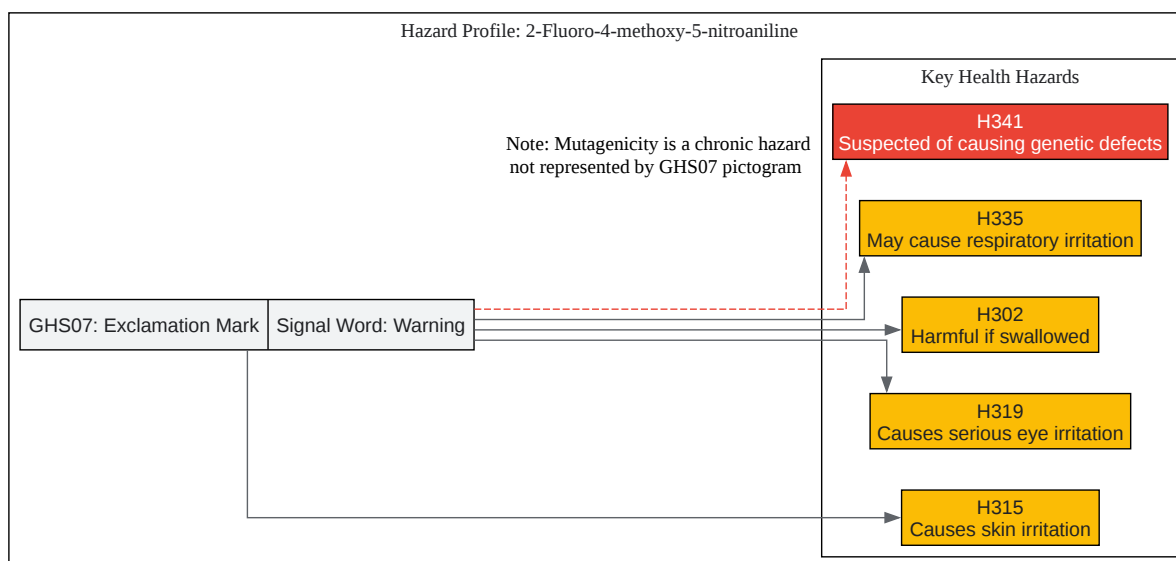 Hazard Profile: 2-Fluoro-4-methoxy-5-nitroaniline
Key Health Hazards
H341
Suspected of causing genetic defects
Note: Mutagenicity is a chronic hazard
not represented by GHS07 pictogram
H335
May cause respiratory irritation
GHS07: Exclamation Mark
Signal Word: Warning
H302
Harmful if swallowed
H319
Causes serious eye irritation
H315
Causes skin irritation